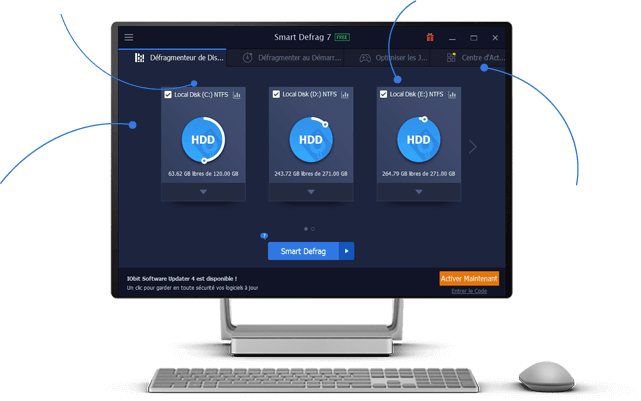 Smart Defrag 7 FREE
Défragmenteur de Dis... Défragmenter au Démarr... Optimiser les J... Centre d'Act...
Local Disk (C:) NTFS Local Disk (D:) NTFS Local Disk (E:) NTFS
HDD HDD HDD
63.62 GB libres de 120.00 GB 243.72 GB libres de 271.00 GB 264.79 GB libres de 271.00 GB
?
Smart Defrag
IObit Software Updater 4 est disponible !
Un clic pour garder en toute sécurité vos logiciels à jour
Activer Maintenant
Entrer le Code